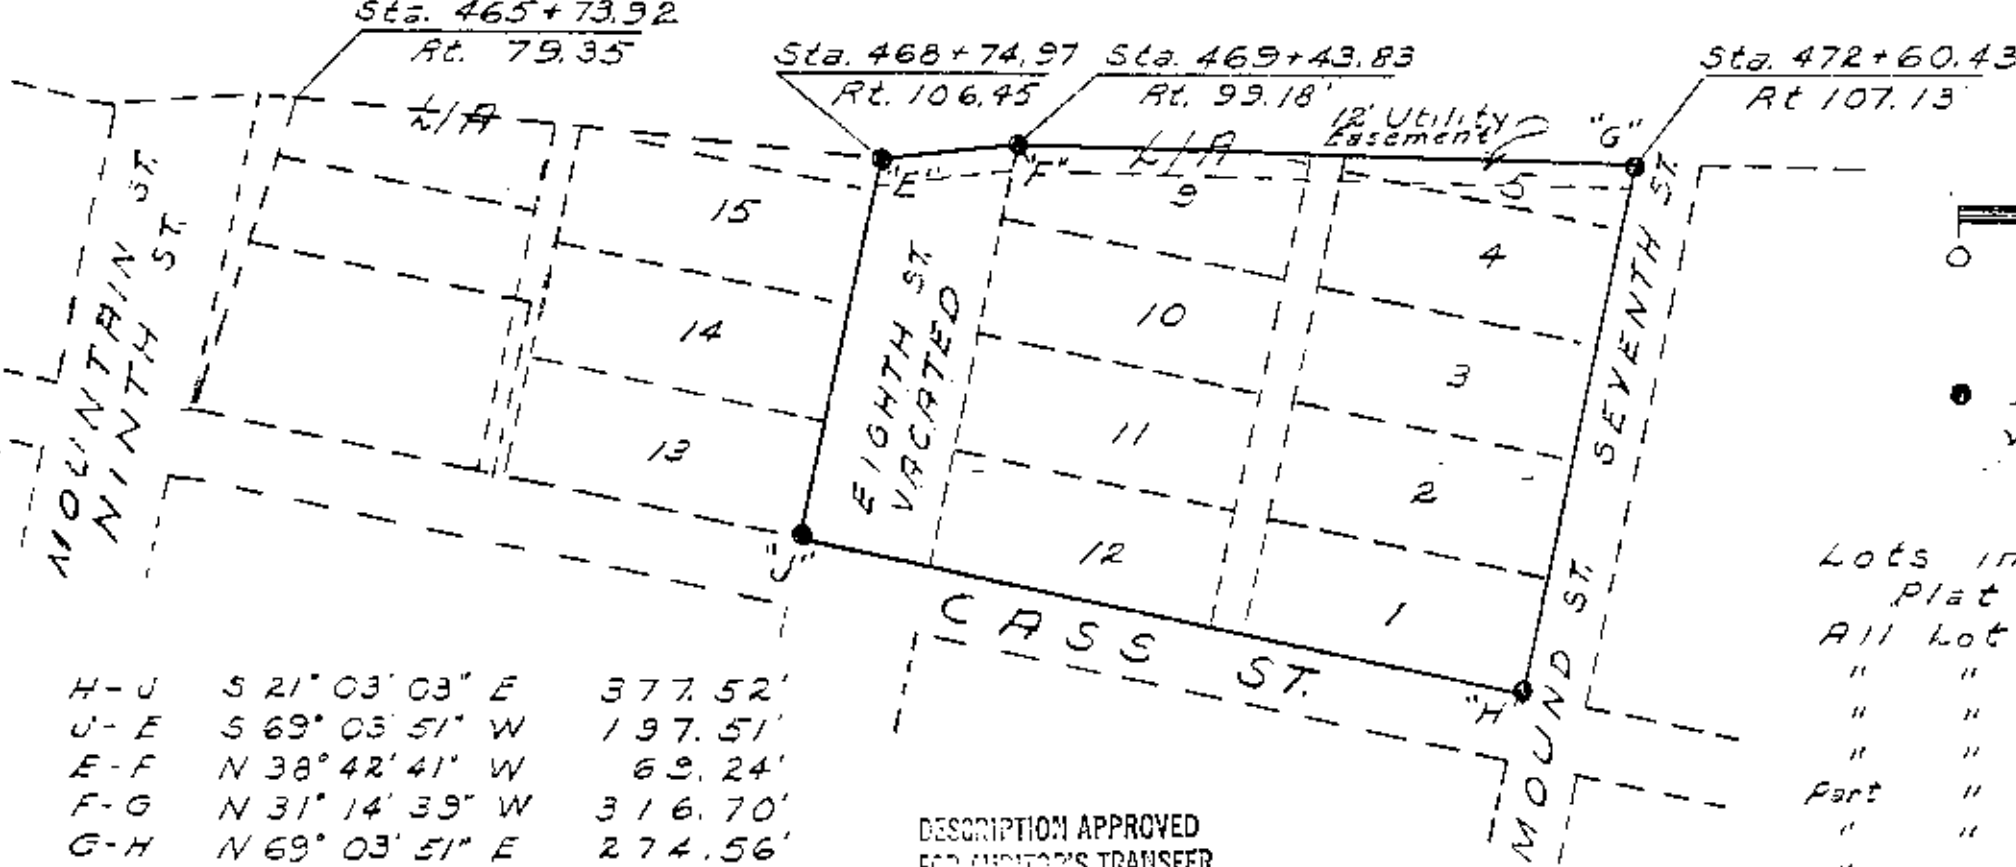 Sta. 465+73.92
Rt. 79.35
Sta. 468+74.97
Rt. 106.45
Sta. 469+43.83
Rt. 99.18'
Sta. 472+60.43
Rt 107.13'
L/A
12' Utility
Easement
"G"
"E"
"F"
L/A
9
5
15
4
14
10
3
13
11
2
12
1
MOUNTAIN ST.
NINTH ST.
EIGHTH ST.
VACATED
SEVENTH ST.
MOUND ST.
0
"J"
CASS ST.
"H"
Lots in
Plat
All Lot
" "
" "
" "
Part "
" "
H-J S 21° 03' 03" E 377.52'
J-E S 69° 03' 51" W 197.51'
E-F N 38° 42' 41" W 69.24'
F-G N 31° 14' 39" W 316.70'
G-H N 69° 03' 51" E 274.56'
DESCRIPTION APPROVED
FOR AUDITOR'S TRANSFER